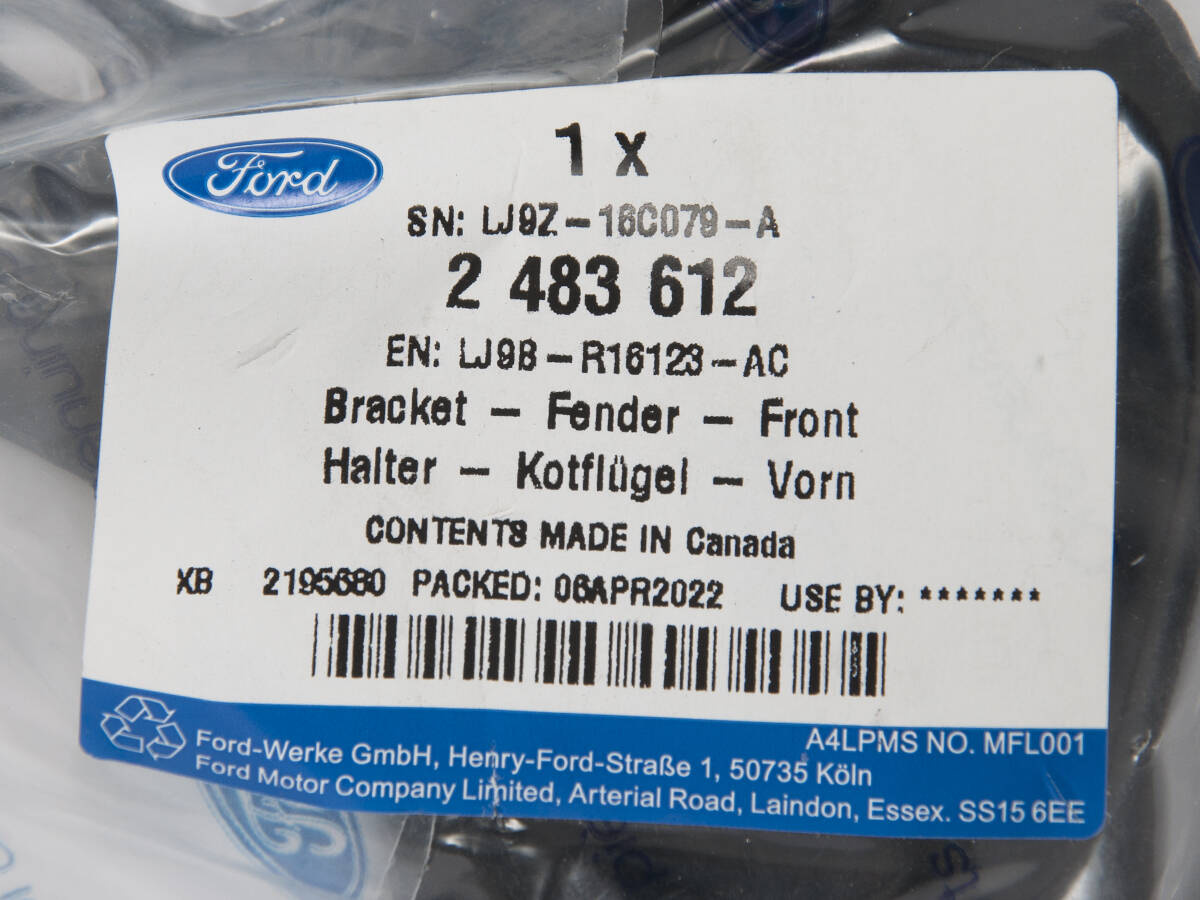 Ford
1 x
SN: LJ9Z-16C079-A
2 483 612
EN: LJ9B-R16123-AC
Bracket - Fender - Front
Halter - Kotflügel - Vorn
CONTENTS MADE IN Canada
XB 2195680 PACKED: 06APR2022 USE BY: *******
A4LPMS NO. MFL001
Ford-Werke GmbH, Henry-Ford-Straße 1, 50735 Köln
Ford Motor Company Limited, Arterial Road, Laindon, Essex. SS15 6EE